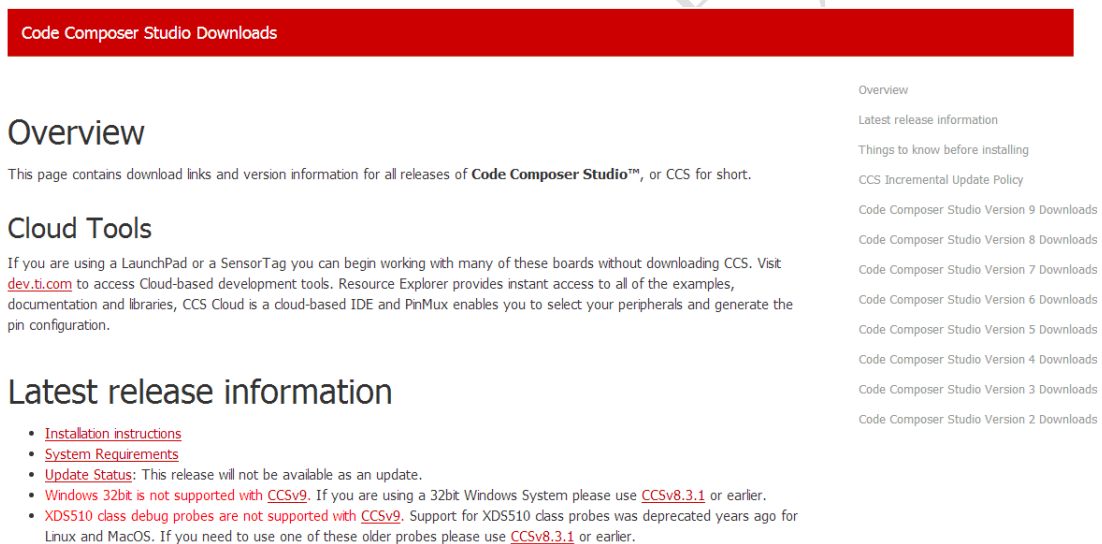 Code Composer Studio Downloads
Overview
This page contains download links and version information for all releases of Code Composer Studio™, or CCS for short.
Cloud Tools
If you are using a LaunchPad or a SensorTag you can begin working with many of these boards without downloading CCS. Visit
dev.ti.com to access Cloud-based development tools. Resource Explorer provides instant access to all of the examples,
documentation and libraries, CCS Cloud is a cloud-based IDE and PinMux enables you to select your peripherals and generate the
pin configuration.
Latest release information
• Installation instructions
• System Requirements
• Update Status: This release will not be available as an update.
• Windows 32bit is not supported with CCSv9. If you are using a 32bit Windows System please use CCSv8.3.1 or earlier.
• XDS510 class debug probes are not supported with CCSv9. Support for XDS510 class probes was deprecated years ago for
Linux and MacOS. If you need to use one of these older probes please use CCSv8.3.1 or earlier.
Overview
Latest release information
Things to know before installing
CCS Incremental Update Policy
Code Composer Studio Version 9 Downloads
Code Composer Studio Version 8 Downloads
Code Composer Studio Version 7 Downloads
Code Composer Studio Version 6 Downloads
Code Composer Studio Version 5 Downloads
Code Composer Studio Version 4 Downloads
Code Composer Studio Version 3 Downloads
Code Composer Studio Version 2 Downloads